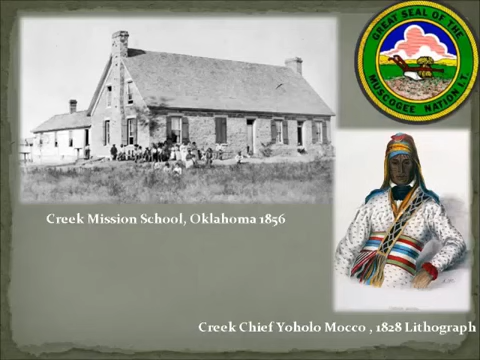 GREAT SEAL OF THE
MUSCOGEE NATION I.T.
Creek Mission School, Oklahoma 1856
Creek Chief Yoholo Mocco , 1828 Lithograph